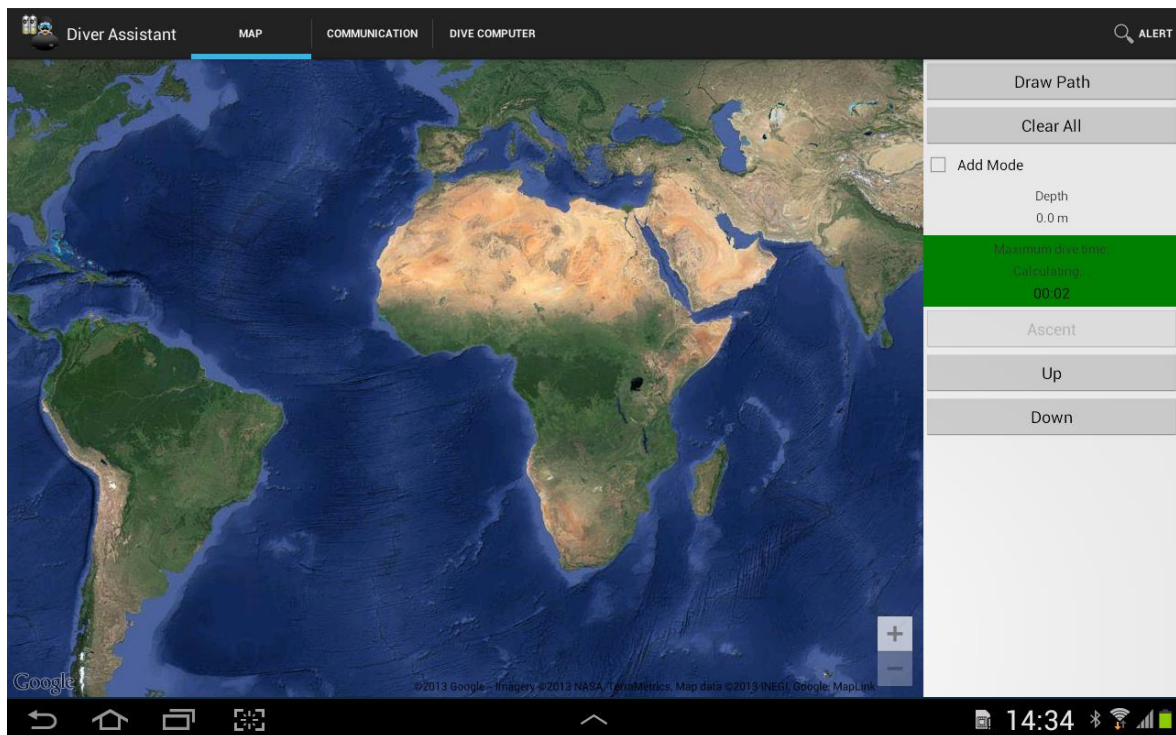 Diver Assistant
MAP
COMMUNICATION
DIVE COMPUTER
ALERT
Draw Path
Clear All
Add Mode
Depth
0.0 m
Maximum dive time:
Calculating...
00:02
Ascent
Up
Down
+
−
Google
©2013 Google - Imagery ©2013 NASA, TerraMetrics, Map data ©2013 INEGI, Google, MapLink
14:34